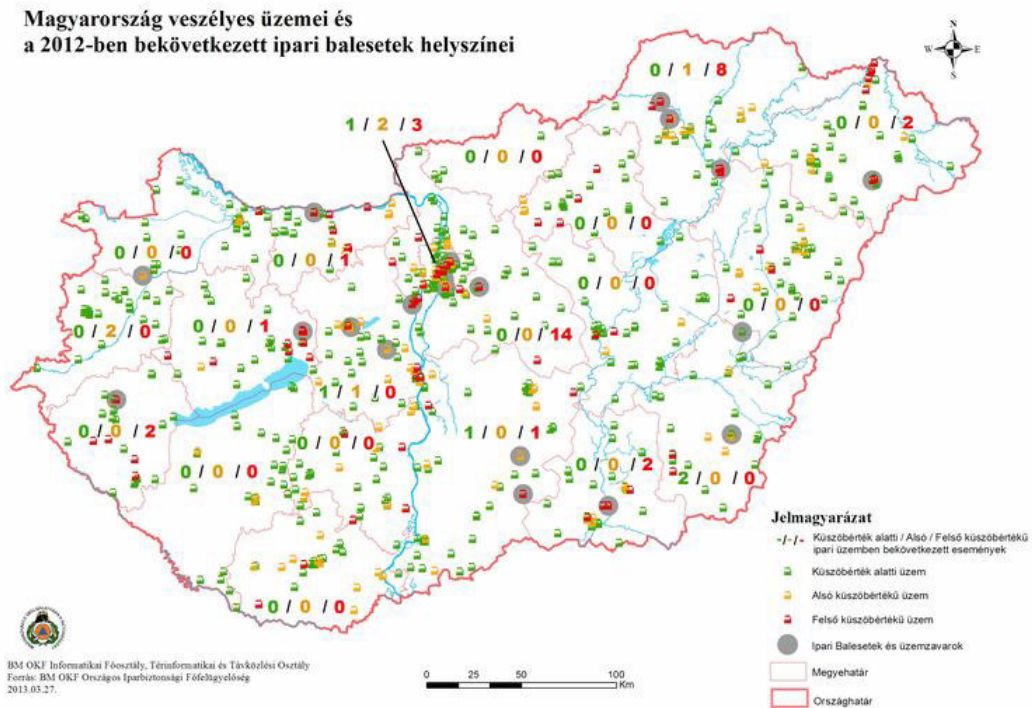 Magyarország veszélyes üzemei és
a 2012-ben bekövetkezett ipari balesetek helyszínei
N
W E
S
0 / 1 / 8
1 / 2 / 3
0 / 0 / 2
0 / 0 / 0
0 / 0 / 0
0 / 0 / 0
0 / 0 / 1
0 / 0 / 0
0 / 0 / 0
0 / 2 / 0
0 / 0 / 1
0 / 0 / 14
1 / 1 / 0
0 / 0 / 2
0 / 0 / 0
1 / 0 / 1
0 / 0 / 0
0 / 0 / 2
2 / 0 / 0
0 / 0 / 0
Jelmagyarázat
-/-/- Küszöbérték alatti / Alsó / Felső küszöbértékű
ipari üzemben bekövetkezett események
Küszöbérték alatti üzem
Alsó küszöbértékű üzem
Felső küszöbértékű üzem
Ipari Balesetek és üzemzavarok
Megyehatár
Országhatár
BM OKF Informatikai Főosztály, Térinformatikai és Távközlési Osztály
Forrás: BM OKF Országos Iparbiztonsági Főfelügyelőség
2013.03.27.
0 50 100
Km